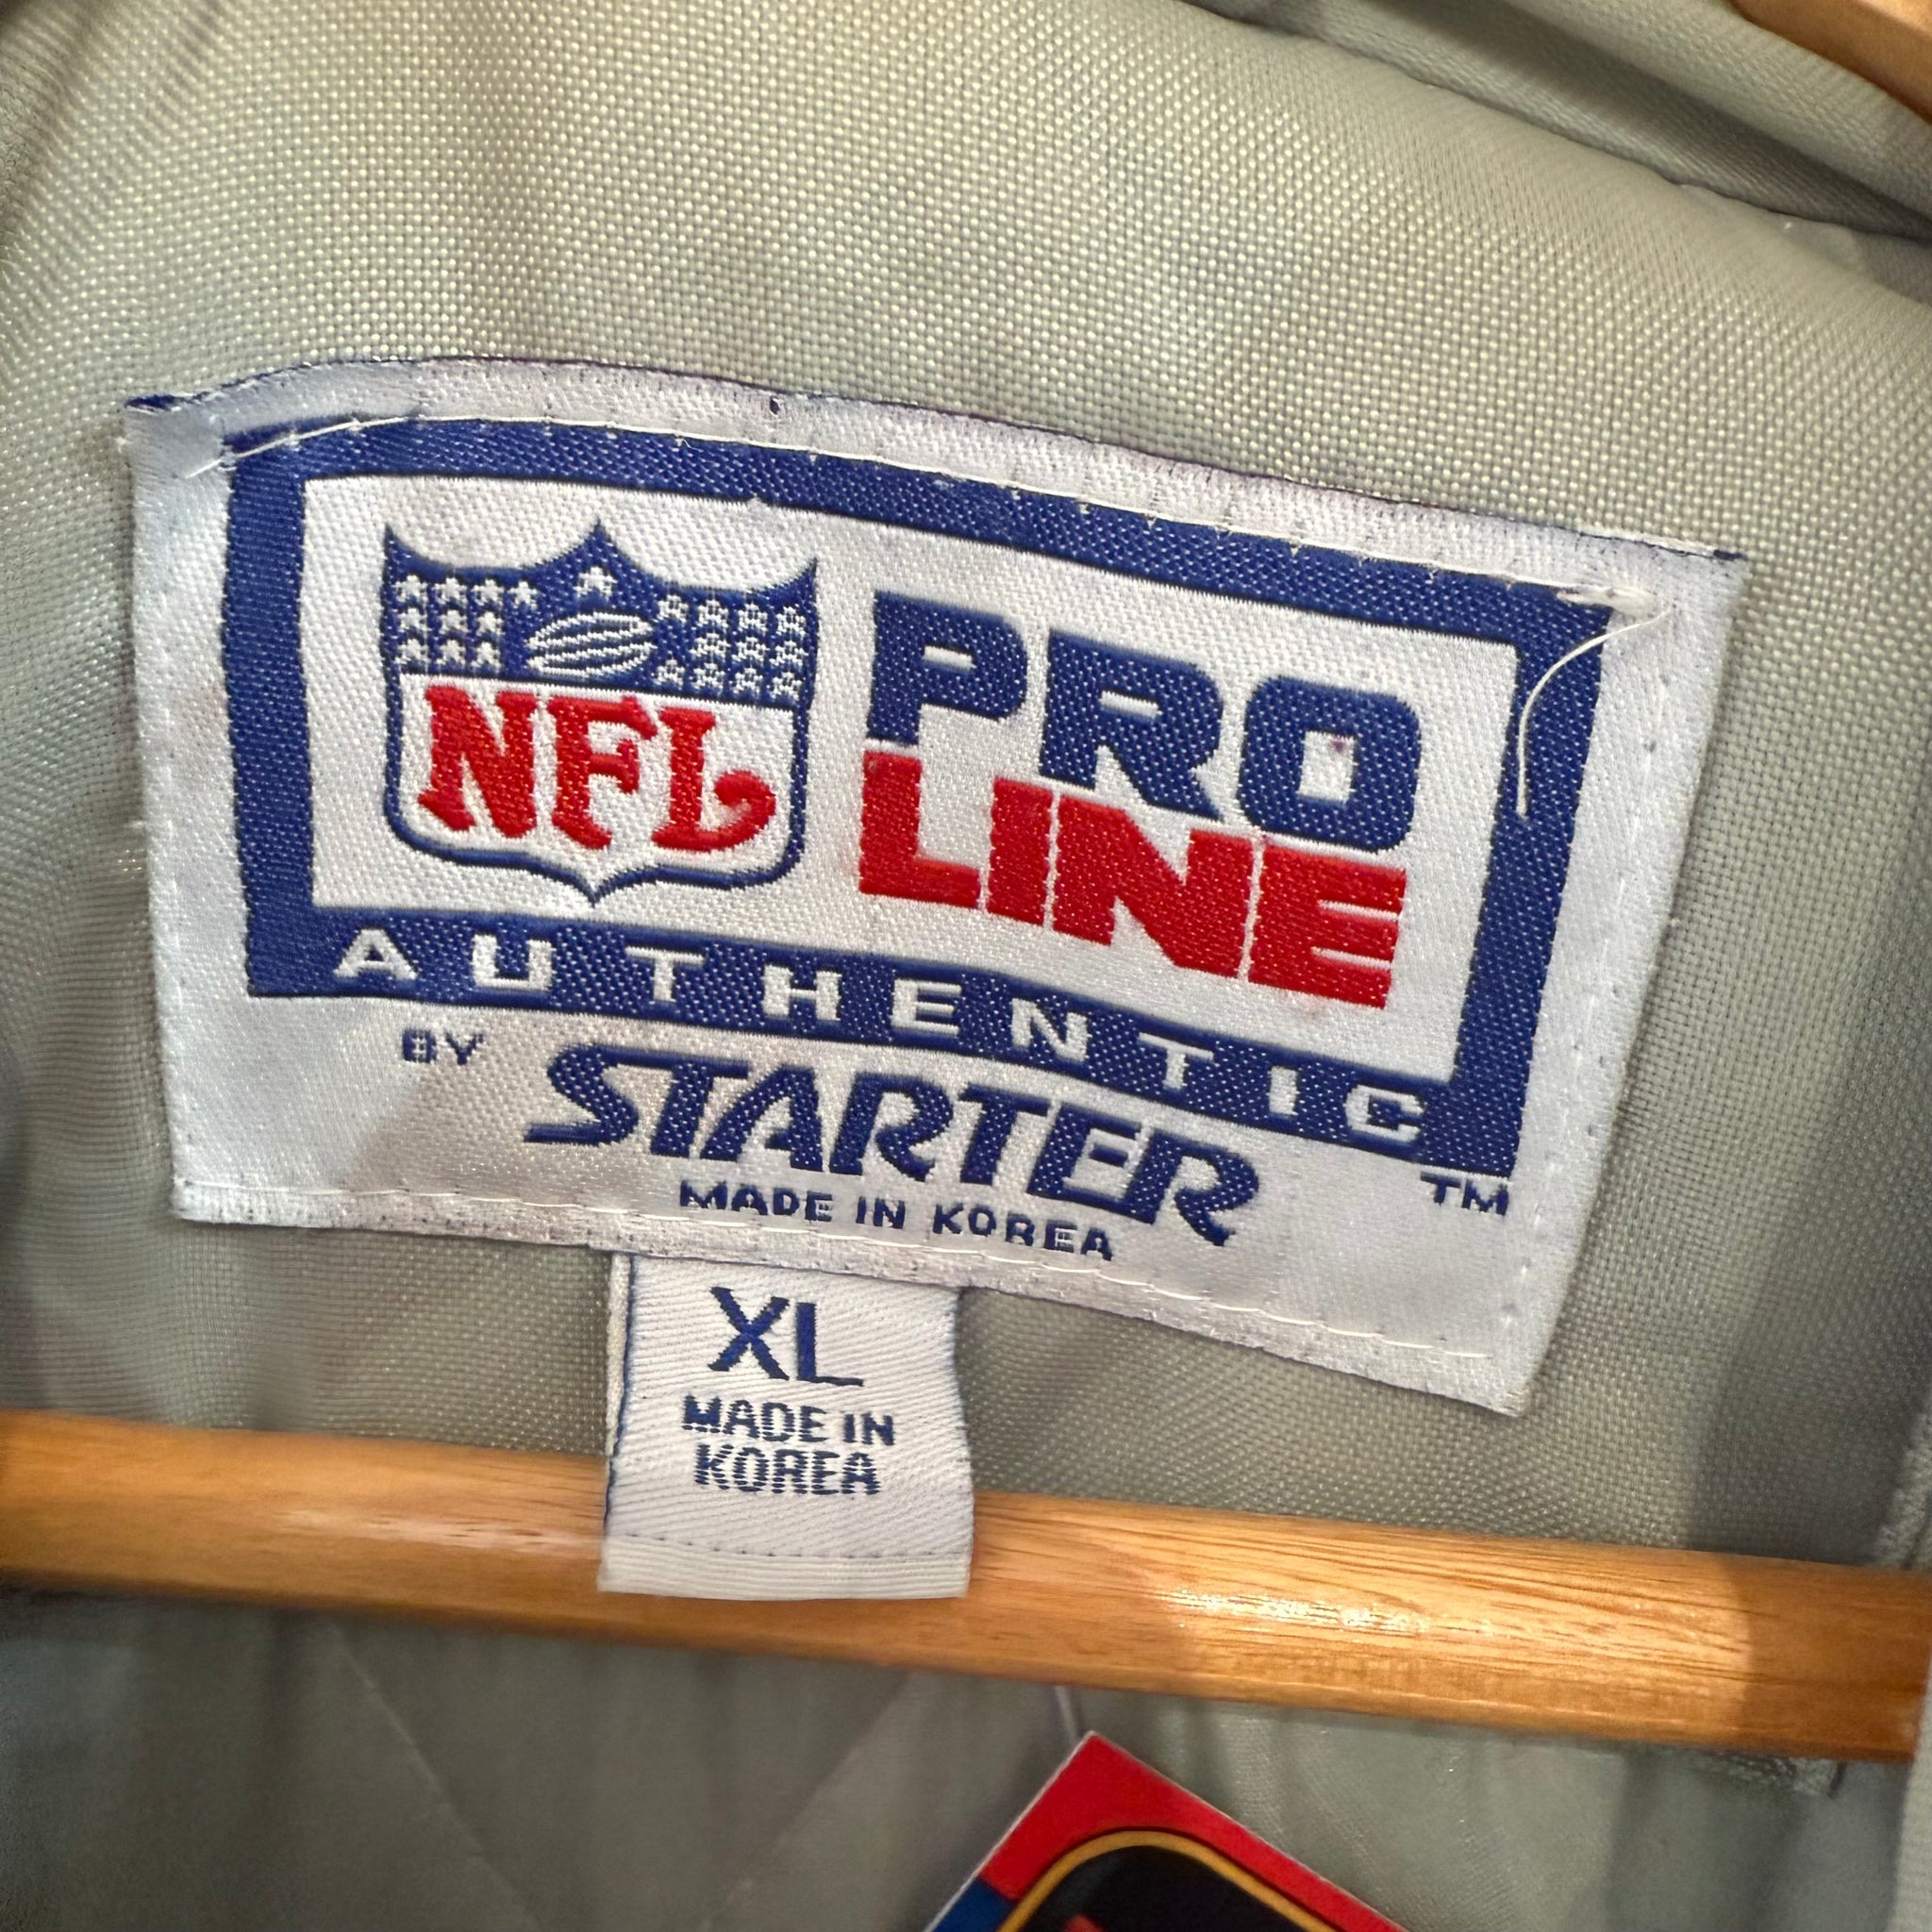 NFL
PRO
LINE
AUTHENTIC
BY STARTER TM
MADE IN KOREA
XL
MADE IN
KOREA